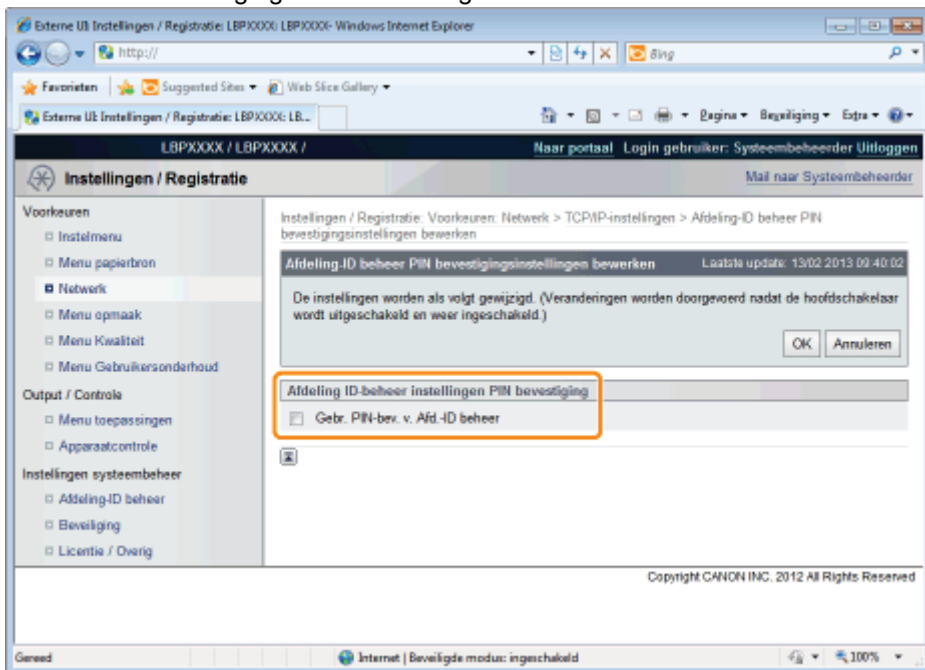 Externe UI: Instellingen / Registratie: LBPXXXX: LBPXXXX- Windows Internet Explorer
http://
Bing
Favorieten Suggested Sites Web Slice Gallery
Externe UI: Instellingen / Registratie: LBPXXXX: LB...
Pagina Beveiliging Extra
LBPXXXX / LBPXXXX /
Naar portaal Login gebruiker: Systeembeheerder Uitloggen
Instellingen / Registratie
Mail naar Systeembeheerder
Voorkeuren
Instelmenu
Menu papierbron
Netwerk
Menu opmaak
Menu Kwaliteit
Menu Gebruikersonderhoud
Output / Controle
Menu toepassingen
Apparaatcontrole
Instellingen systeembeheer
Afdeling-ID beheer
Beveiliging
Licentie / Overig
Instellingen / Registratie: Voorkeuren: Netwerk > TCP/IP-instellingen > Afdeling-ID beheer PIN
bevestigingsinstellingen bewerken
Afdeling-ID beheer PIN bevestigingsinstellingen bewerken
Laatste update: 13/02 2013 09:40:02
De instellingen worden als volgt gewijzigd. (Veranderingen worden doorgevoerd nadat de hoofdschakelaar
wordt uitgeschakeld en weer ingeschakeld.)
OK Annuleren
Afdeling ID-beheer instellingen PIN bevestiging
Gebr. PIN-bev. v. Afd.-ID beheer
Copyright CANON INC. 2012 All Rights Reserved
Gereed
Internet | Beveiligde modus: ingeschakeld
100%